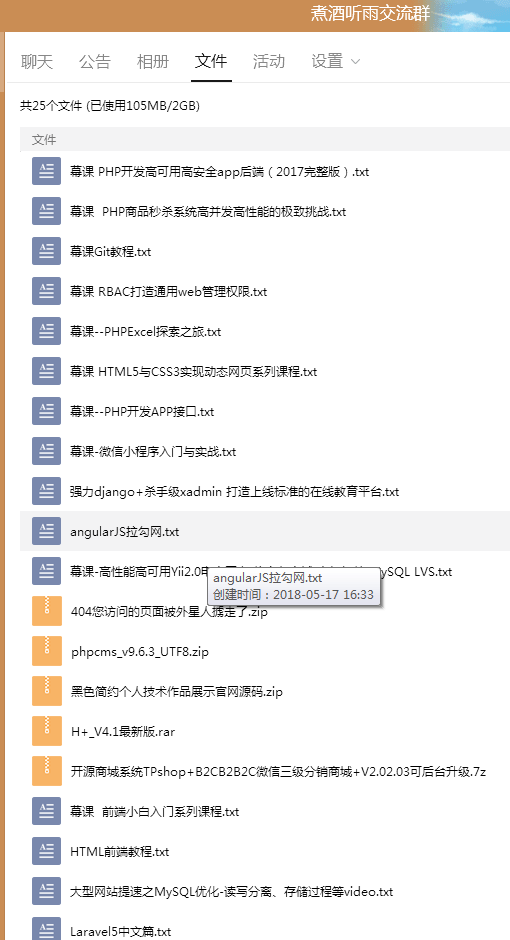 煮酒听雨交流群
聊天 公告 相册 文件 活动 设置
共25个文件 (已使用105MB/2GB)
文件
幕课 PHP开发高可用高安全app后端（2017完整版）.txt
幕课 PHP商品秒杀系统高并发高性能的极致挑战.txt
幕课Git教程.txt
幕课 RBAC打造通用web管理权限.txt
幕课--PHPExcel探索之旅.txt
幕课 HTML5与CSS3实现动态网页系列课程.txt
幕课--PHP开发APP接口.txt
幕课-微信小程序入门与实战.txt
强力django+杀手级xadmin 打造上线标准的在线教育平台.txt
angularJS拉勾网.txt
幕课-高性能高可用Yii2.0 ySQL LVS.txt
angularJS拉勾网.txt
创建时间：2018-05-17 16:33
404您访问的页面被外星人掳走了.zip
phpcms_v9.6.3_UTF8.zip
黑色简约个人技术作品展示官网源码.zip
H+_V4.1最新版.rar
开源商城系统TPshop+B2CB2B2C微信三级分销商城+V2.02.03可后台升级.7z
幕课 前端小白入门系列课程.txt
HTML前端教程.txt
大型网站提速之MySQL优化-读写分离、存储过程等video.txt
Laravel5中文篇.txt